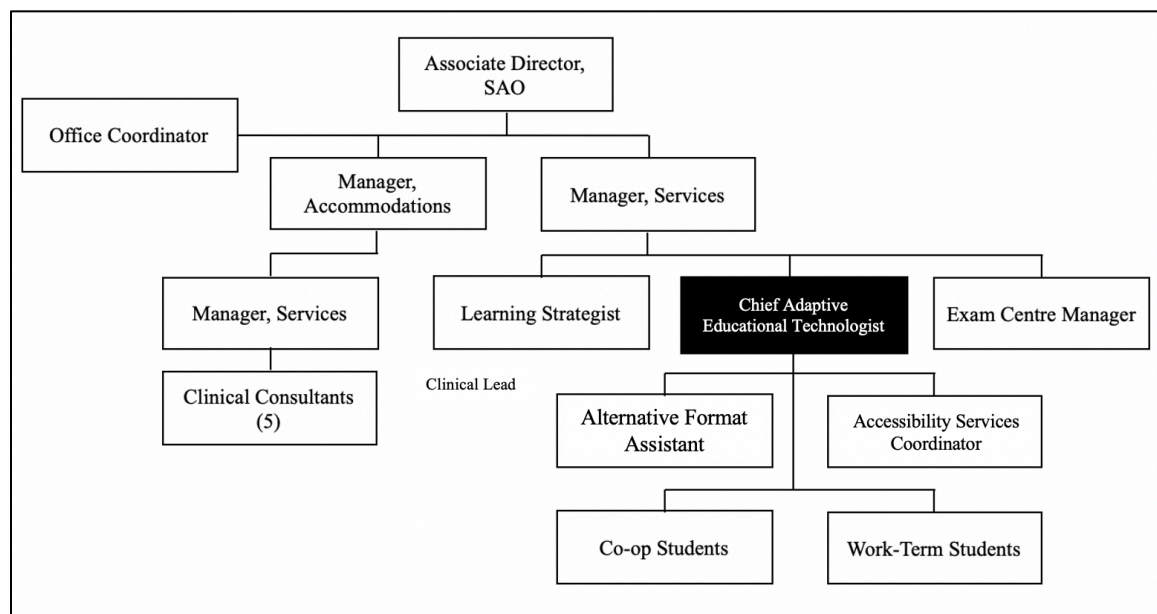 Associate Director,
SAO
Office Coordinator
Manager,
Accommodations
Manager, Services
Manager, Services
Learning Strategist
Chief Adaptive
Educational Technologist
Exam Centre Manager
Clinical Consultants
(5)
Clinical Lead
Alternative Format
Assistant
Accessibility Services
Coordinator
Co-op Students
Work-Term Students